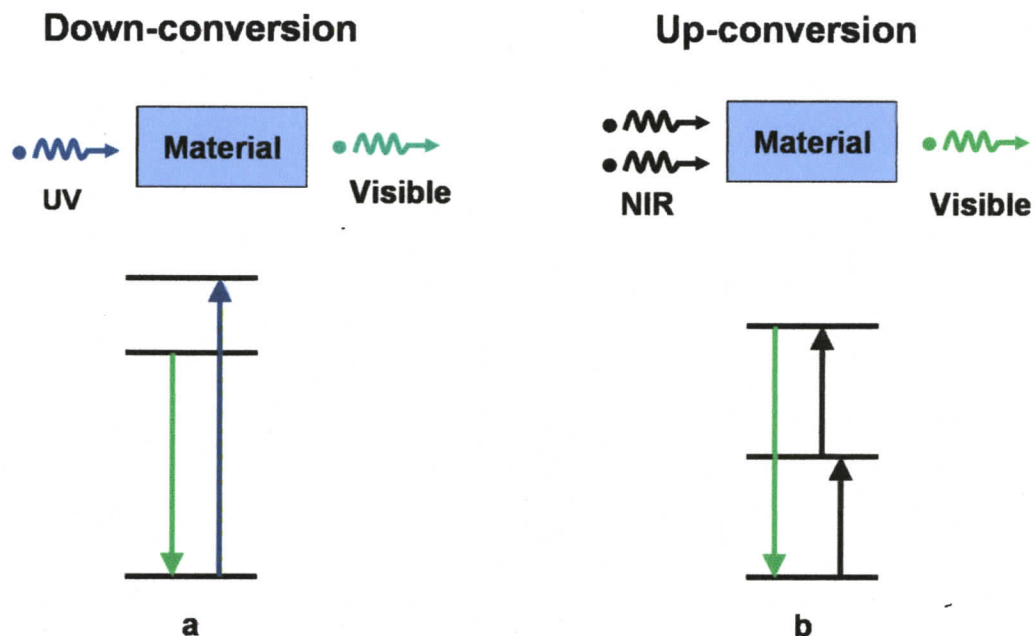 Down-conversion
Up-conversion
Material
UV
Visible
Material
NIR
Visible
a
b